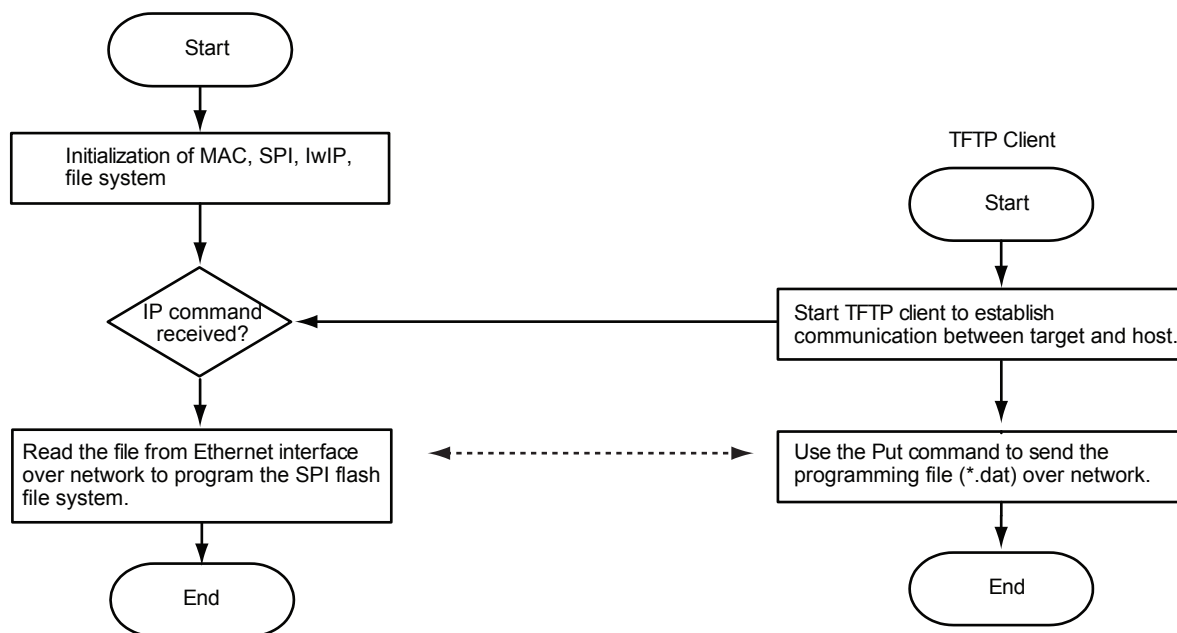 Start
Initialization of MAC, SPI, IwIP,
file system
IP command
received?
Read the file from Ethernet interface
over network to program the SPI flash
file system.
End
TFTP Client
Start
Start TFTP client to establish
communication between target and host.
Use the Put command to send the
programming file (*.dat) over network.
End